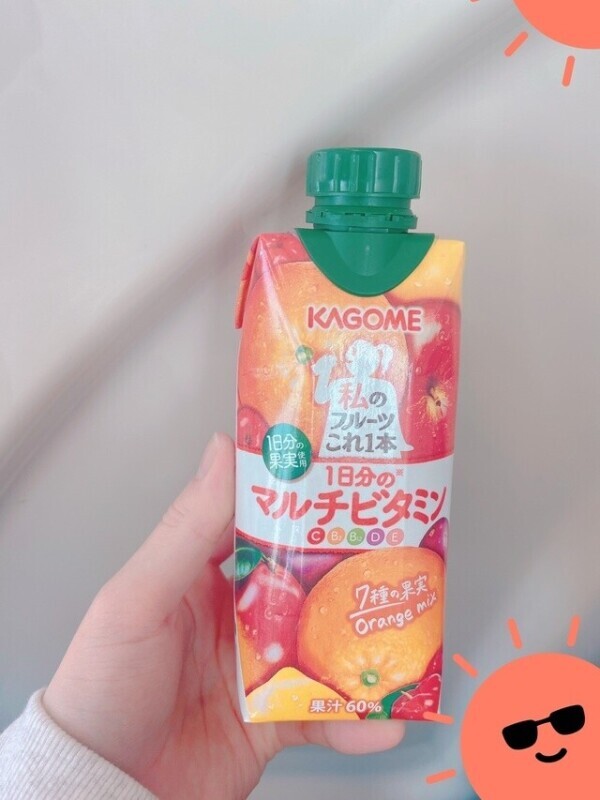 KAGOME
私の
フルーツ
これ1本
1日分の
果実使用
1日分の※
マルチビタミン
C B₆ B₁₂ D E
7種の果実
Orange mix
果汁60%